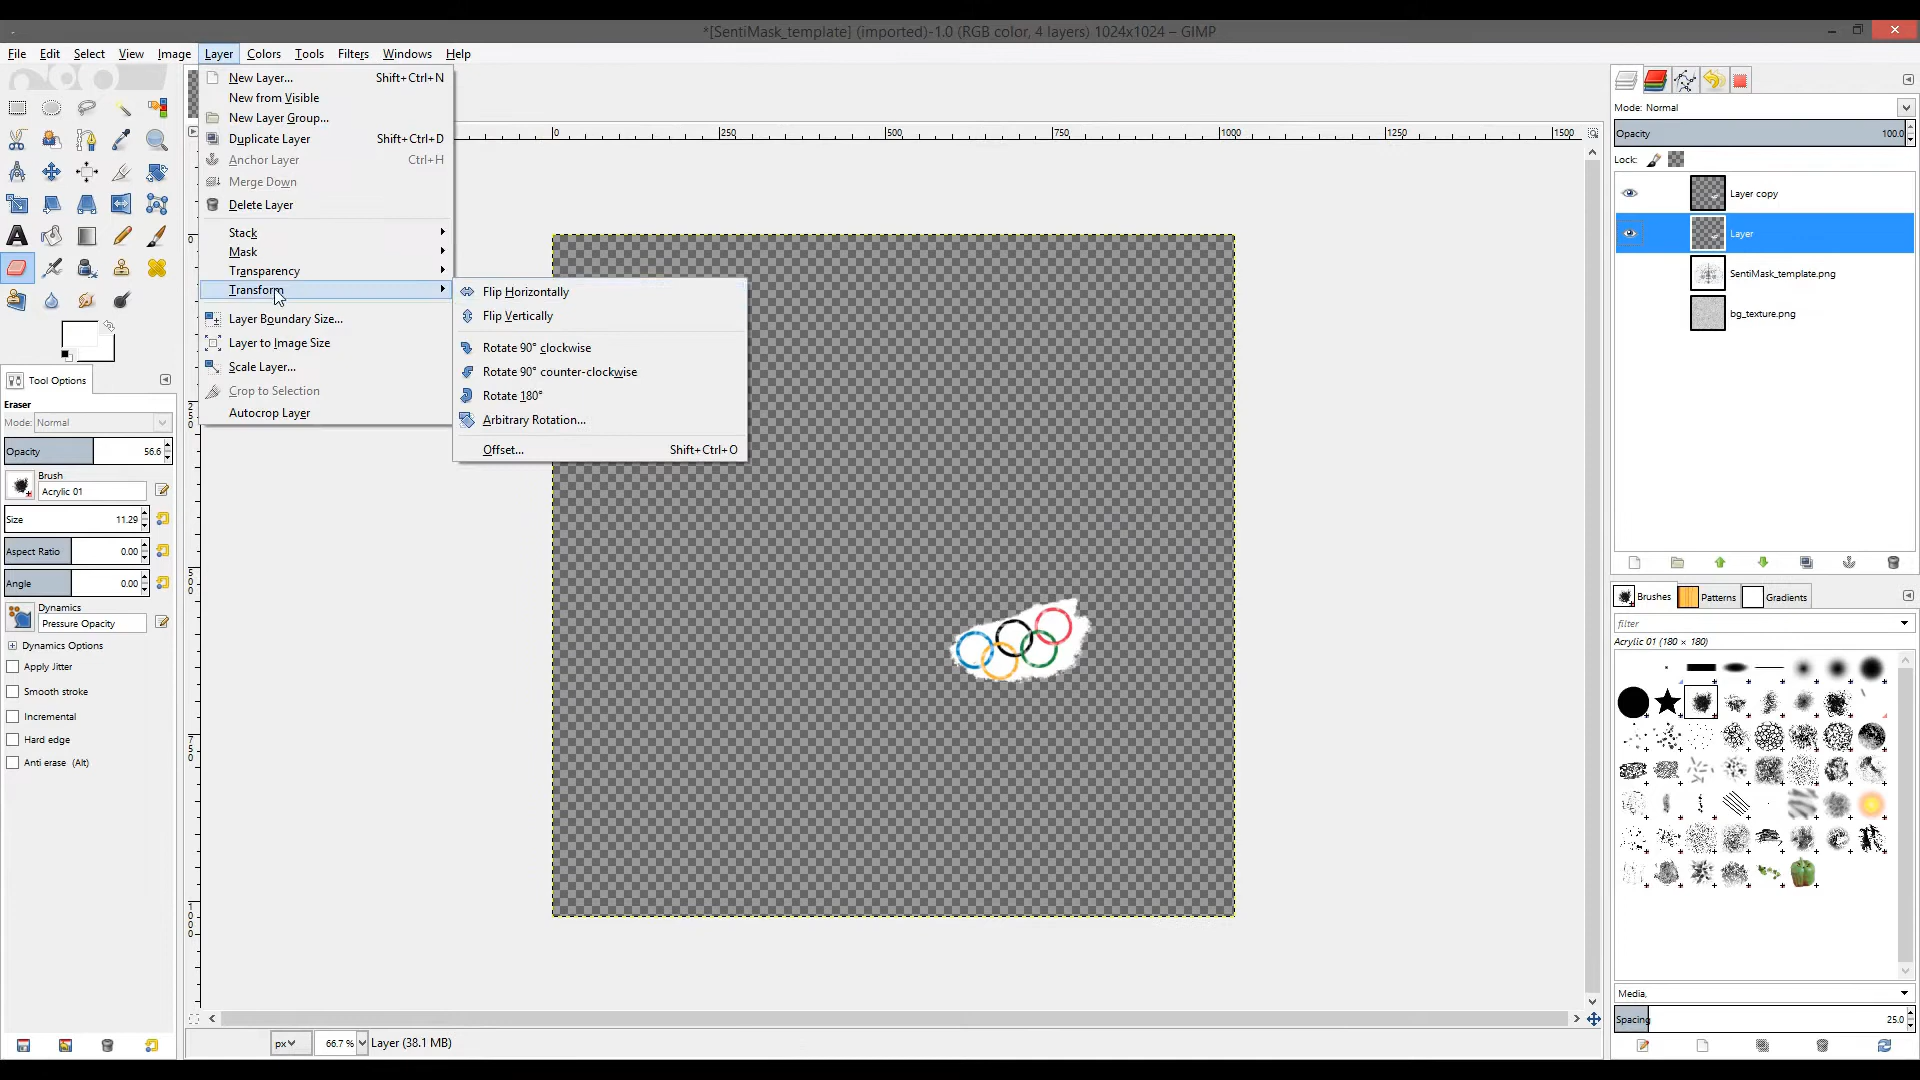 *[SentiMask_template] (imported)-1.0 (RGB color, 4 layers) 1024x1024 – GIMP
File Edit Select View Image Layer Colors Tools Filters Windows Help
New Layer... Shift+Ctrl+N
New from Visible
New Layer Group...
Duplicate Layer Shift+Ctrl+D
Anchor Layer Ctrl+H
Merge Down
Delete Layer
Stack
Mask
Transparency
Transform
Layer Boundary Size...
Layer to Image Size
Scale Layer...
Crop to Selection
Autocrop Layer
Flip Horizontally
Flip Vertically
Rotate 90° clockwise
Rotate 90° counter-clockwise
Rotate 180°
Arbitrary Rotation...
Offset... Shift+Ctrl+O
0 250 500 750 1000 1250 1500
0
250
500
750
1000
Tool Options
Eraser
Mode: Normal
Opacity 56.6
Brush
Acrylic 01
Size 11.29
Aspect Ratio 0.00
Angle 0.00
Dynamics
Pressure Opacity
Dynamics Options
Apply Jitter
Smooth stroke
Incremental
Hard edge
Anti erase (Alt)
px 66.7 % Layer (38.1 MB)
Mode: Normal
Opacity 100.0
Lock:
Layer copy
Layer
SentiMask_template.png
bg_texture.png
Brushes Patterns Gradients
filter
Acrylic 01 (180 × 180)
Media,
Spacing 25.0